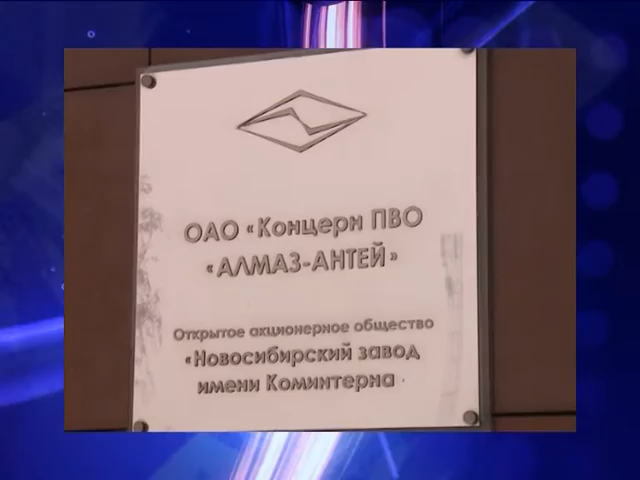 ОАО «Концерн ПВО
«АЛМАЗ-АНТЕЙ»
Открытое акционерное общество
«Новосибирский завод
имени Коминтерна